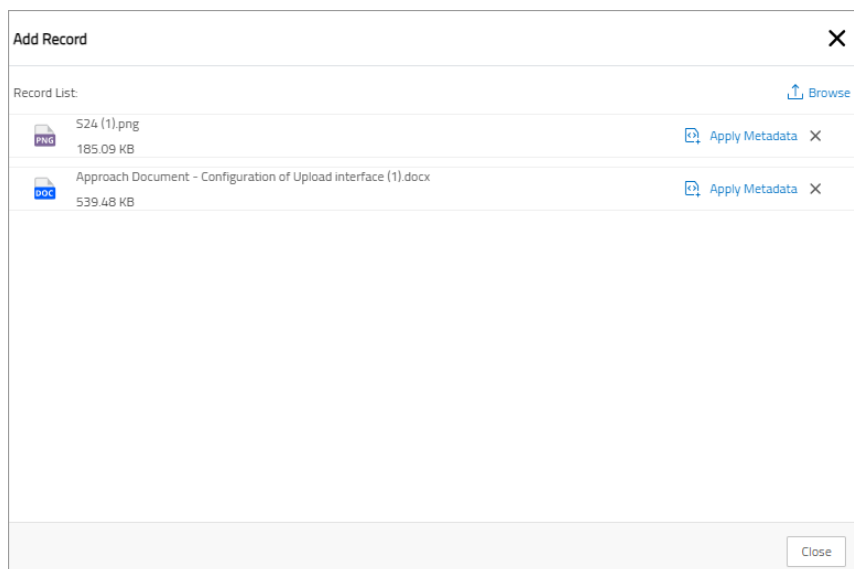 Add Record
Record List:
Browse
S24 (1).png
PNG
185.09 KB
Apply Metadata
Approach Document - Configuration of Upload interface (1).docx
DOC
539.48 KB
Apply Metadata
Close